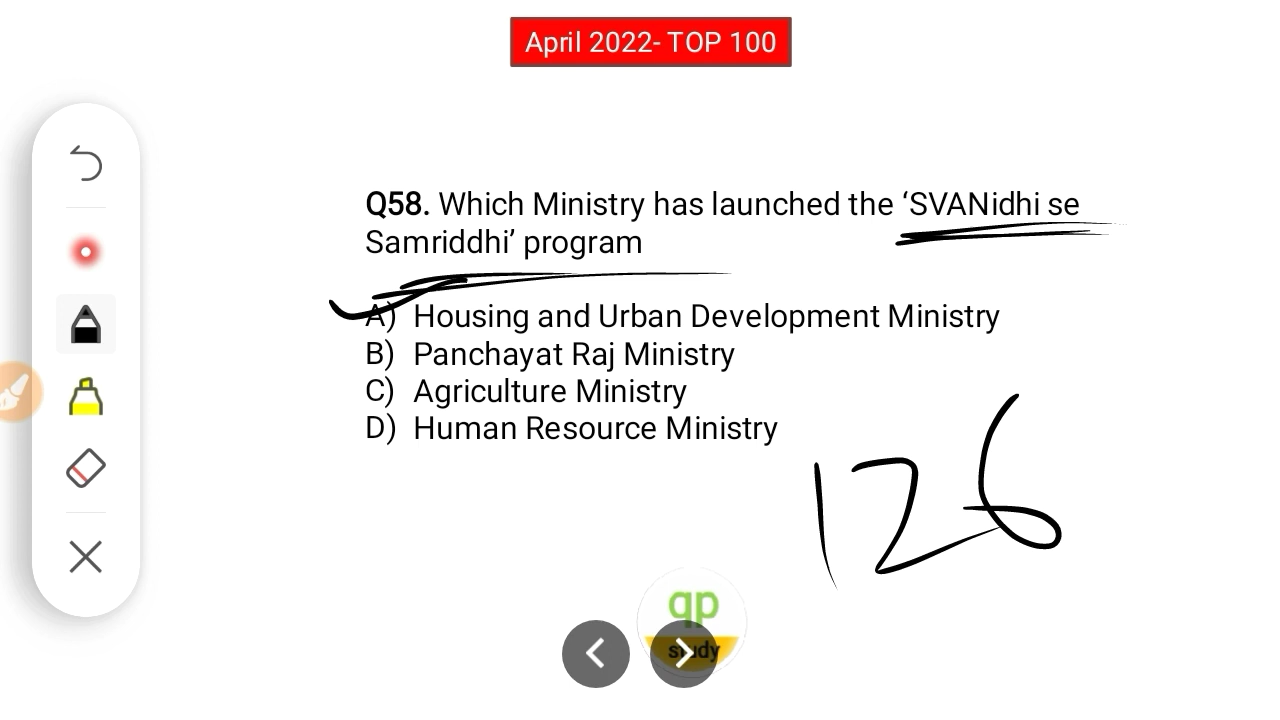 April 2022- TOP 100
Q58. Which Ministry has launched the ‘SVANidhi se
Samriddhi’ program
A) Housing and Urban Development Ministry
B) Panchayat Raj Ministry
C) Agriculture Ministry
D) Human Resource Ministry
126
qp
study